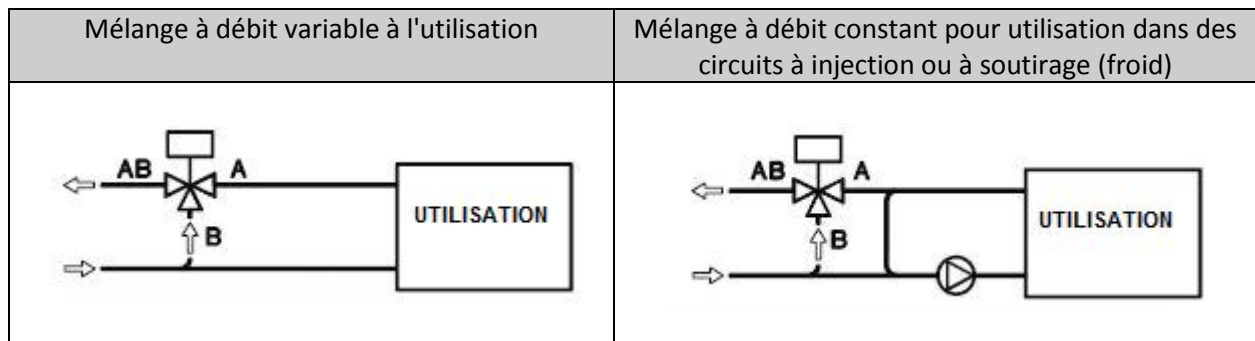 Mélange à débit variable à l'utilisation
Mélange à débit constant pour utilisation dans des
circuits à injection ou à soutirage (froid)
AB
A
B
UTILISATION
AB
A
B
UTILISATION